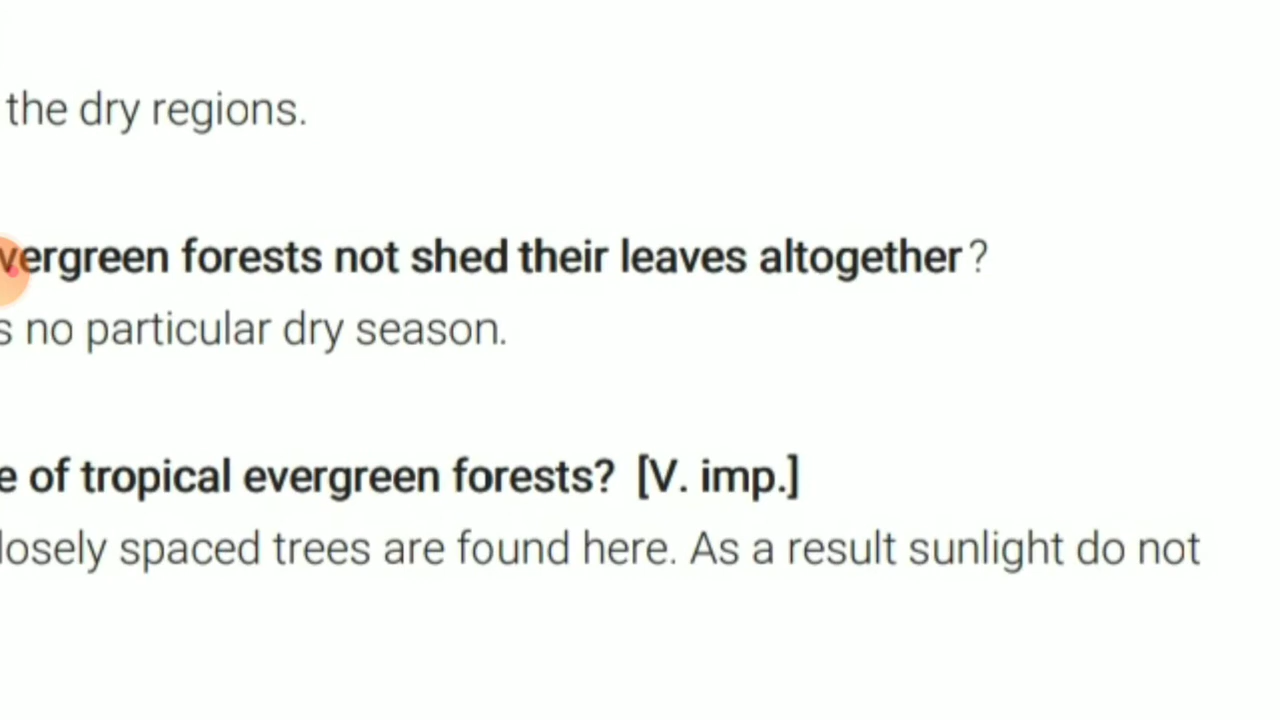 the dry regions.
vergreen forests not shed their leaves altogether?
s no particular dry season.
e of tropical evergreen forests? [V. imp.]
losely spaced trees are found here. As a result sunlight do not